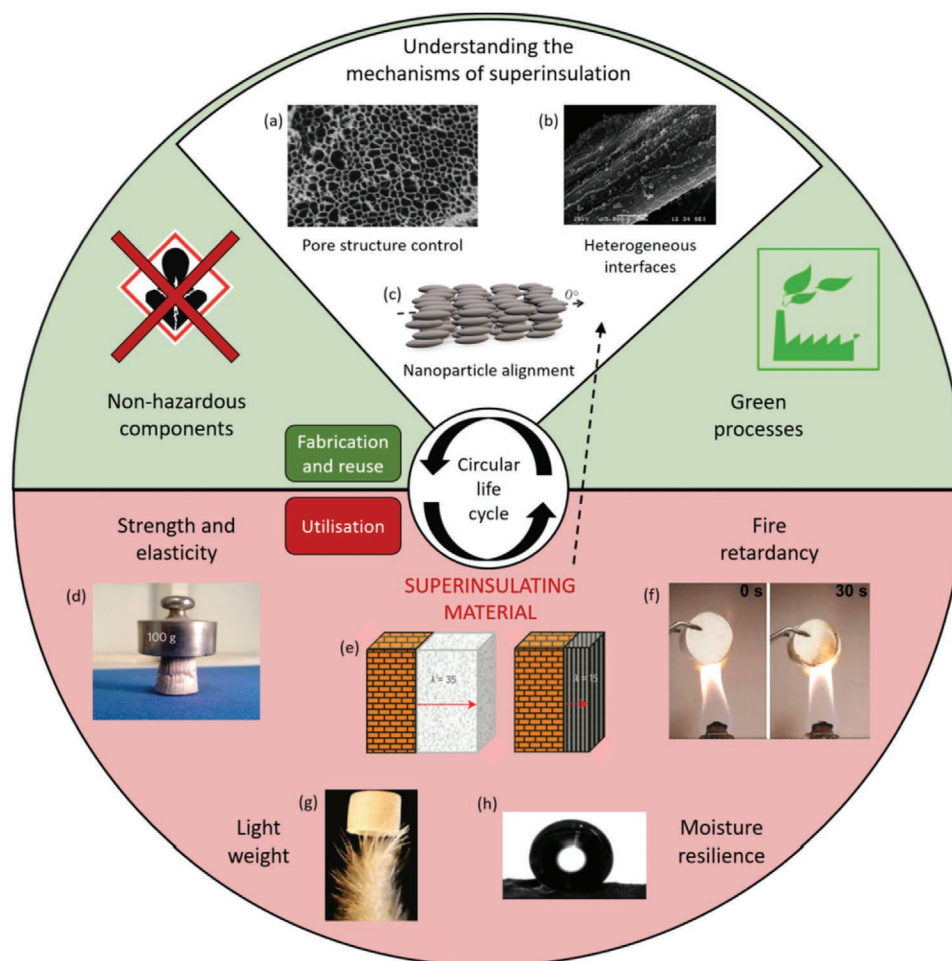 Understanding the
mechanisms of superinsulation
(a)
(b)
Pore structure control
Heterogeneous
interfaces
(c)
0°
Nanoparticle alignment
Non-hazardous
components
Green
processes
Fabrication
and reuse
Circular
life
cycle
Utilisation
Strength and
elasticity
Fire
retardancy
SUPERINSULATING
MATERIAL
(d)
100 g
(e)
λ = 35
λ = 15
(f)
0 s
30 s
(g)
Light
weight
(h)
Moisture
resilience